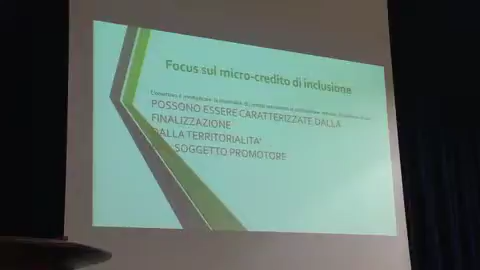 Focus sul micro-credito di inclusione
POSSONO ESSERE CARATTERIZZATE DALLA
FINALIZZAZIONE
DALLA TERRITORIALITA'
SOGGETTO PROMOTORE